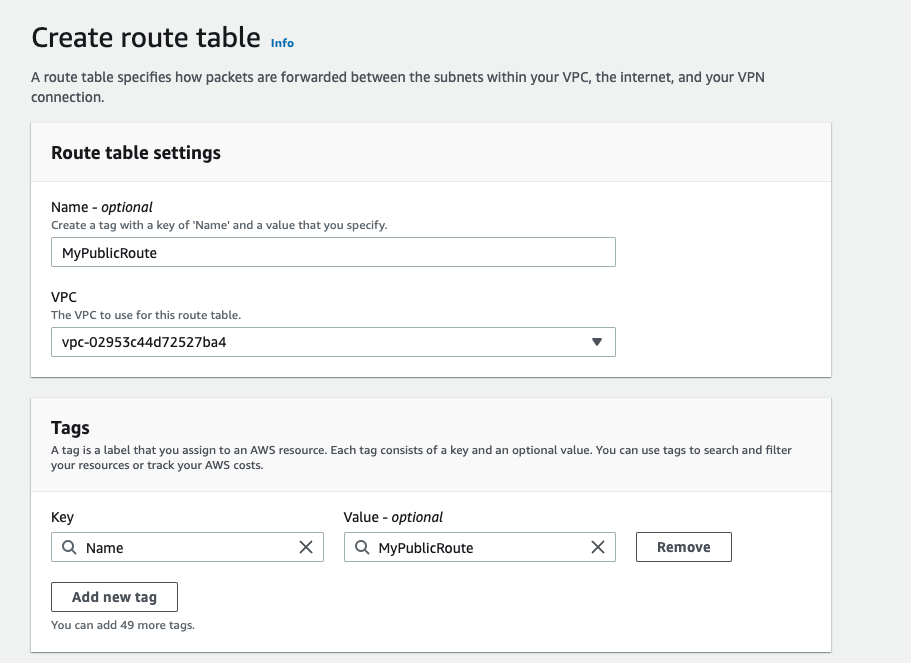 Create route table Info
A route table specifies how packets are forwarded between the subnets within your VPC, the internet, and your VPN
connection.
Route table settings
Name - optional
Create a tag with a key of 'Name' and a value that you specify.
MyPublicRoute
VPC
The VPC to use for this route table.
vpc-02953c44d72527ba4
Tags
A tag is a label that you assign to an AWS resource. Each tag consists of a key and an optional value. You can use tags to search and filter
your resources or track your AWS costs.
Key Value - optional
Name MyPublicRoute Remove
Add new tag
You can add 49 more tags.